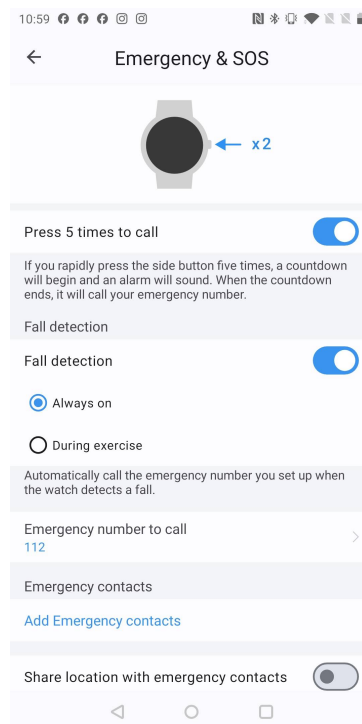 10:59
Emergency & SOS
x2
Press 5 times to call
If you rapidly press the side button five times, a countdown
will begin and an alarm will sound. When the countdown
ends, it will call your emergency number.
Fall detection
Fall detection
Always on
During exercise
Automatically call the emergency number you set up when
the watch detects a fall.
Emergency number to call
112
Emergency contacts
Add Emergency contacts
Share location with emergency contacts